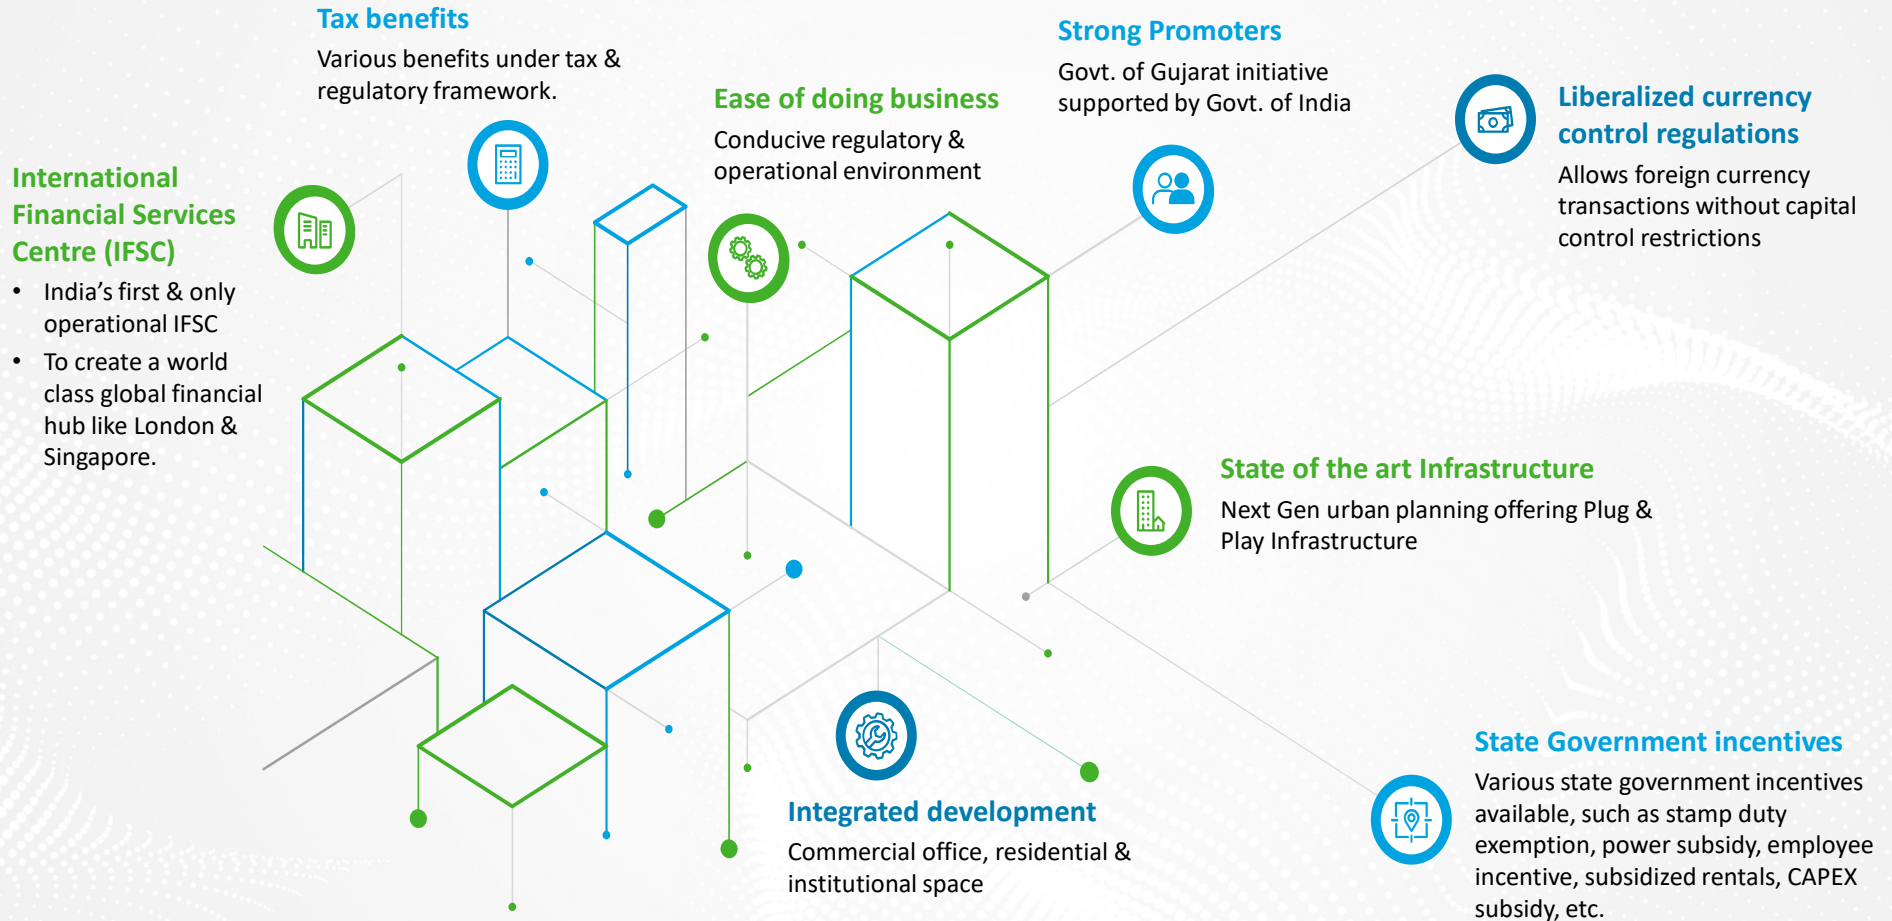 Tax benefits
Various benefits under tax &
regulatory framework.
Strong Promoters
Govt. of Gujarat initiative
supported by Govt. of India
Ease of doing business
Conducive regulatory &
operational environment
Liberalized currency
control regulations
Allows foreign currency
transactions without capital
control restrictions
International
Financial Services
Centre (IFSC)
• India's first & only
operational IFSC
• To create a world
class global financial
hub like London &
Singapore.
State of the art Infrastructure
Next Gen urban planning offering Plug &
Play Infrastructure
Integrated development
Commercial office, residential &
institutional space
State Government incentives
Various state government incentives
available, such as stamp duty
exemption, power subsidy, employee
incentive, subsidized rentals, CAPEX
subsidy, etc.